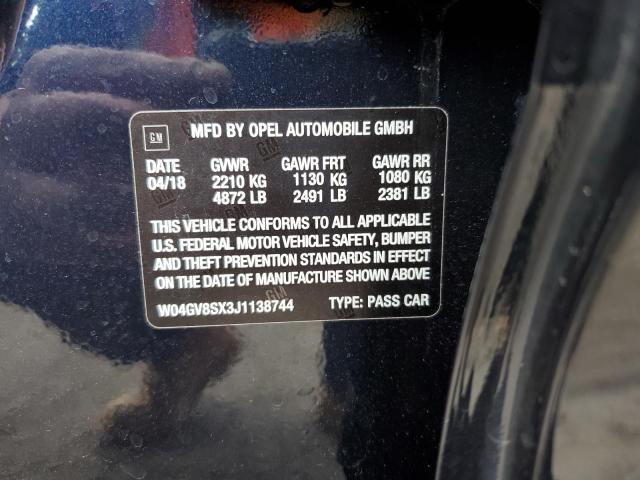 GM MFD BY OPEL AUTOMOBILE GMBH
DATE GVWR GAWR FRT GAWR RR
04/18 2210 KG 1130 KG 1080 KG
4872 LB 2491 LB 2381 LB
THIS VEHICLE CONFORMS TO ALL APPLICABLE
U.S. FEDERAL MOTOR VEHICLE SAFETY, BUMPER
AND THEFT PREVENTION STANDARDS IN EFFECT
ON THE DATE OF MANUFACTURE SHOWN ABOVE
W04GV8SX3J1138744 TYPE: PASS CAR